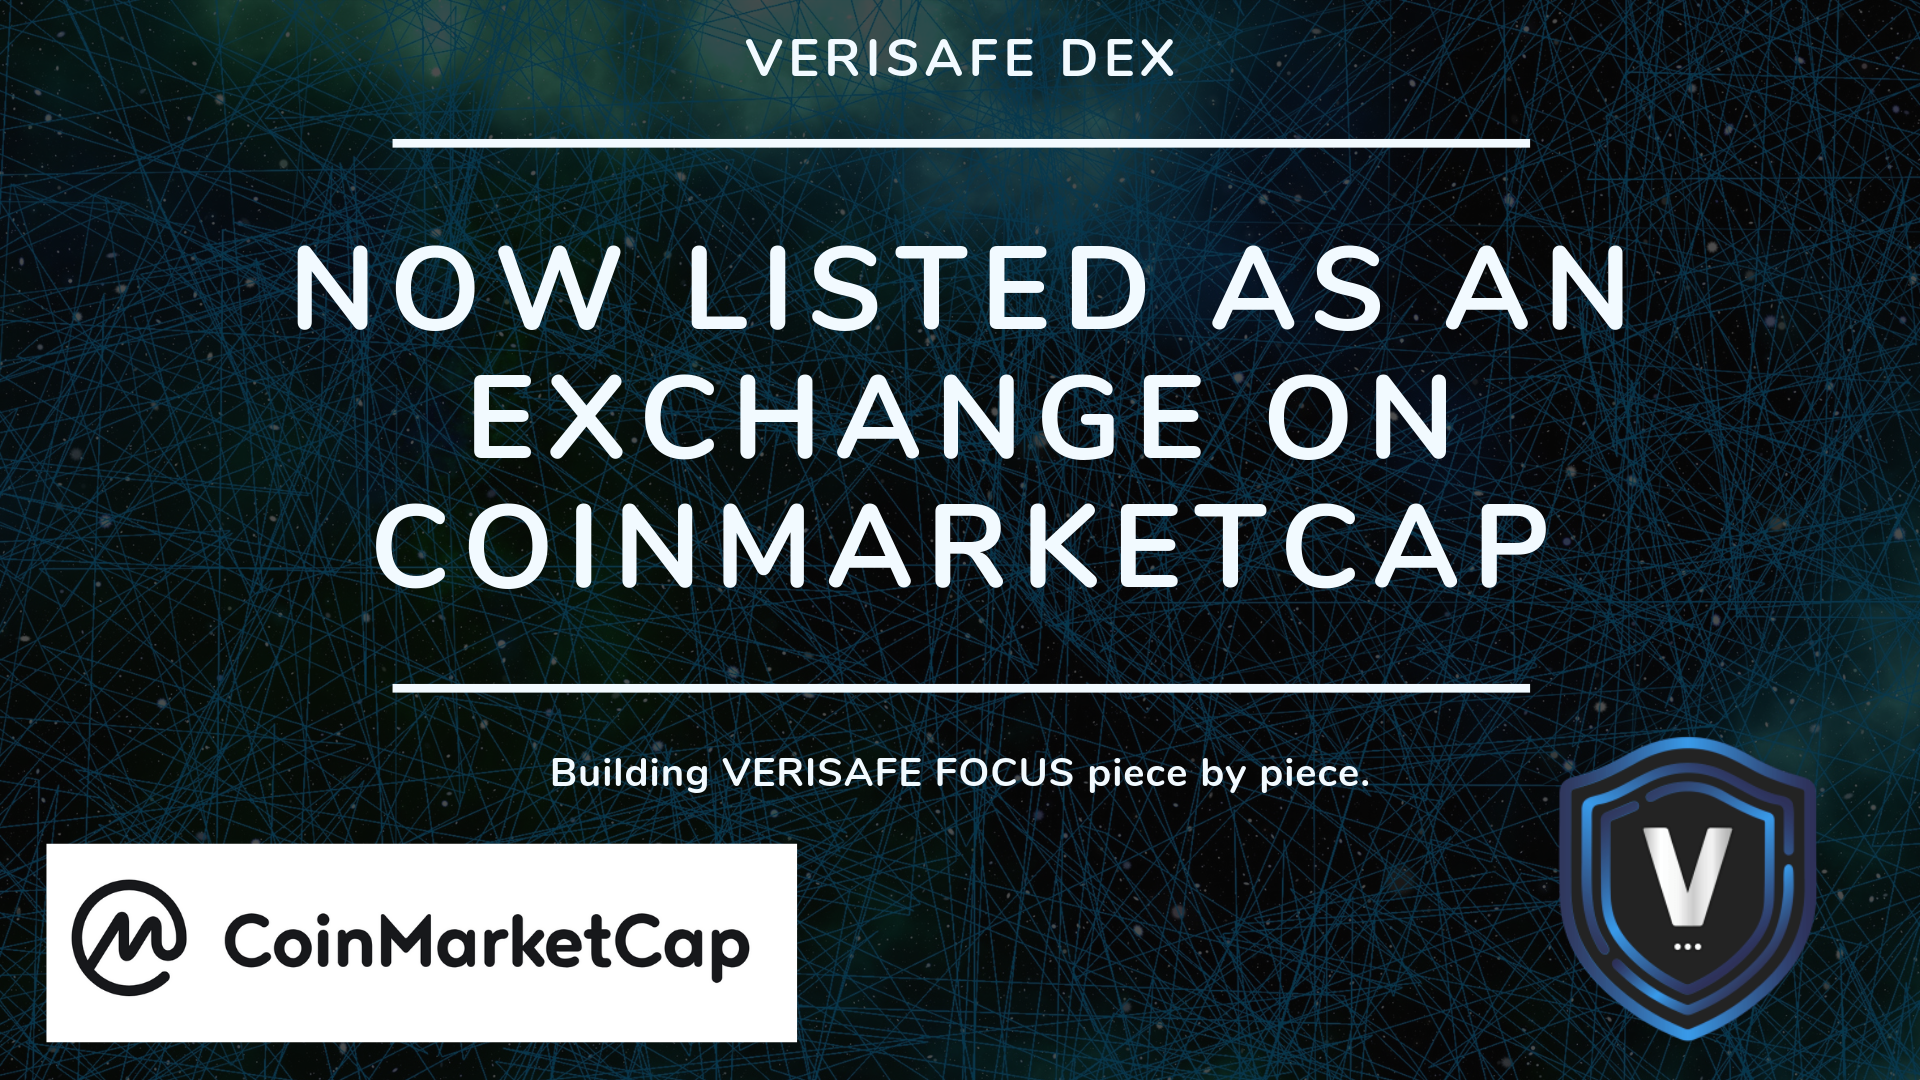 VERISAFE DEX
NOW LISTED AS AN
EXCHANGE ON
COINMARKETCAP
Building VERISAFE FOCUS piece by piece.
CoinMarketCap
V